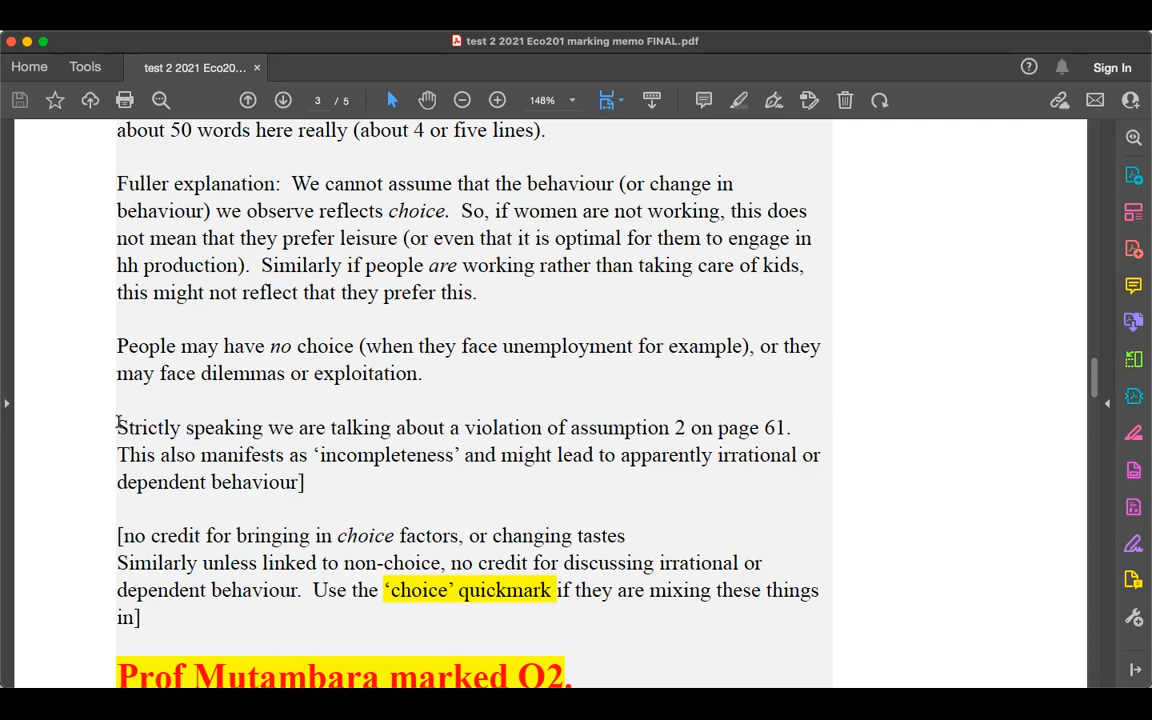 test 2 2021 Eco201 marking memo FINAL.pdf
Home Tools test 2 2021 Eco20... × Sign In
3 / 5 148%
about 50 words here really (about 4 or five lines).
Fuller explanation: We cannot assume that the behaviour (or change in
behaviour) we observe reflects choice. So, if women are not working, this does
not mean that they prefer leisure (or even that it is optimal for them to engage in
hh production). Similarly if people are working rather than taking care of kids,
this might not reflect that they prefer this.
People may have no choice (when they face unemployment for example), or they
may face dilemmas or exploitation.
Strictly speaking we are talking about a violation of assumption 2 on page 61.
This also manifests as ‘incompleteness’ and might lead to apparently irrational or
dependent behaviour]
[no credit for bringing in choice factors, or changing tastes
Similarly unless linked to non-choice, no credit for discussing irrational or
dependent behaviour. Use the ‘choice’ quickmark if they are mixing these things
in]
Prof Mutambara marked Q2.